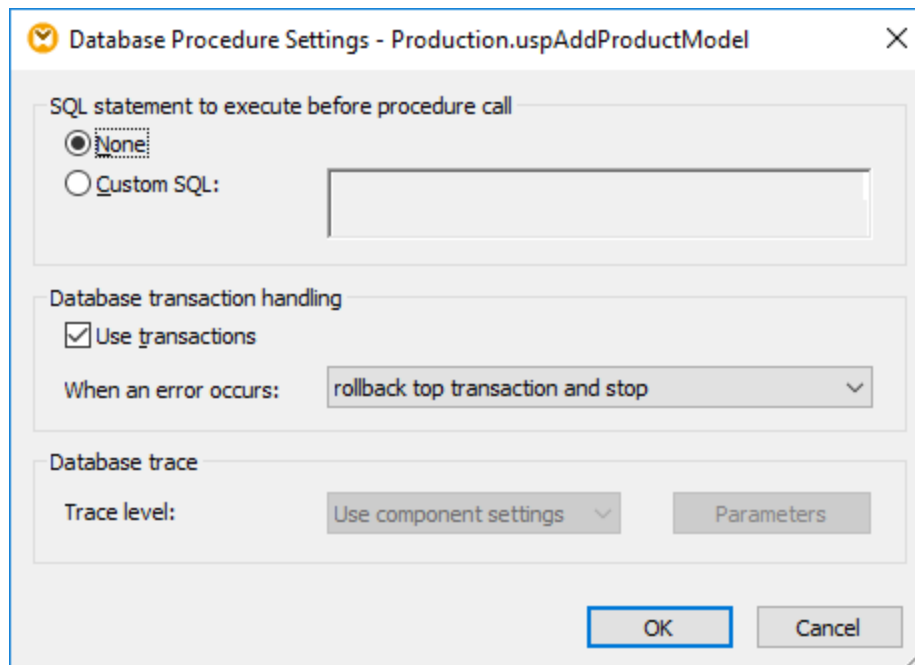 Database Procedure Settings - Production.uspAddProductModel
SQL statement to execute before procedure call
None
Custom SQL:
Database transaction handling
Use transactions
When an error occurs: rollback top transaction and stop
Database trace
Trace level: Use component settings Parameters
OK Cancel